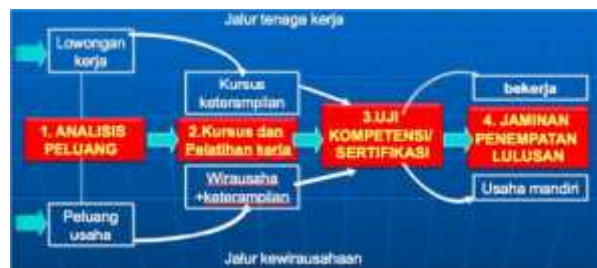 Jalur tenaga kerja
Lowongan
kerja
Kursus
keterampilan
bekerja
1. ANALISIS
PELUANG
2.Kursus dan
Pelatihan kerja
3.UJI
KOMPETENSI/
SERTIFIKASI
4. JAMINAN
PENEMPATAN
LULUSAN
Wirausaha
+keterampilan
Usaha mandiri
Peluang
usaha
Jalur kewirausahaan